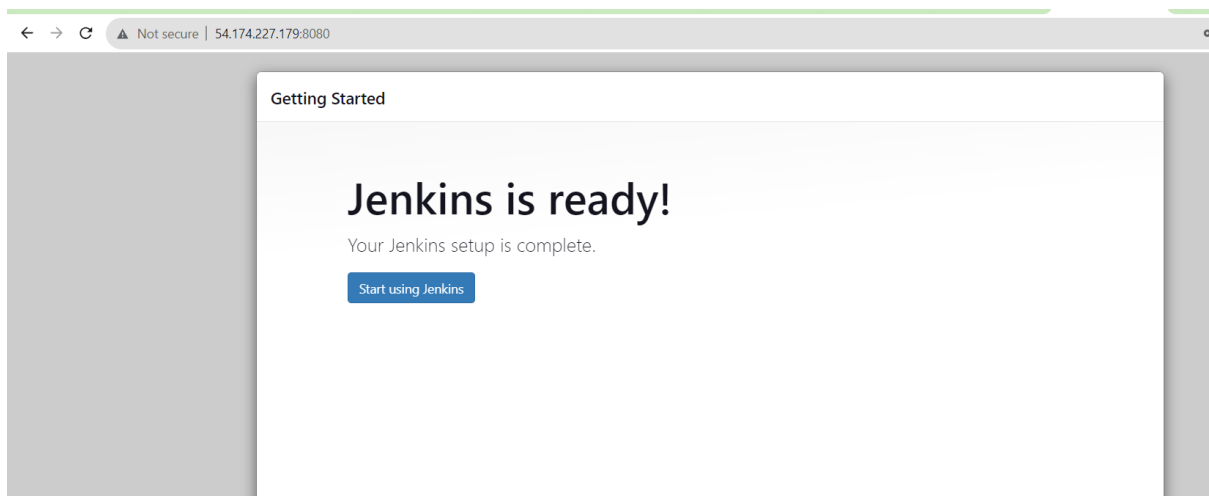 Not secure | 54.174.227.179:8080
Getting Started
Jenkins is ready!
Your Jenkins setup is complete.
Start using Jenkins